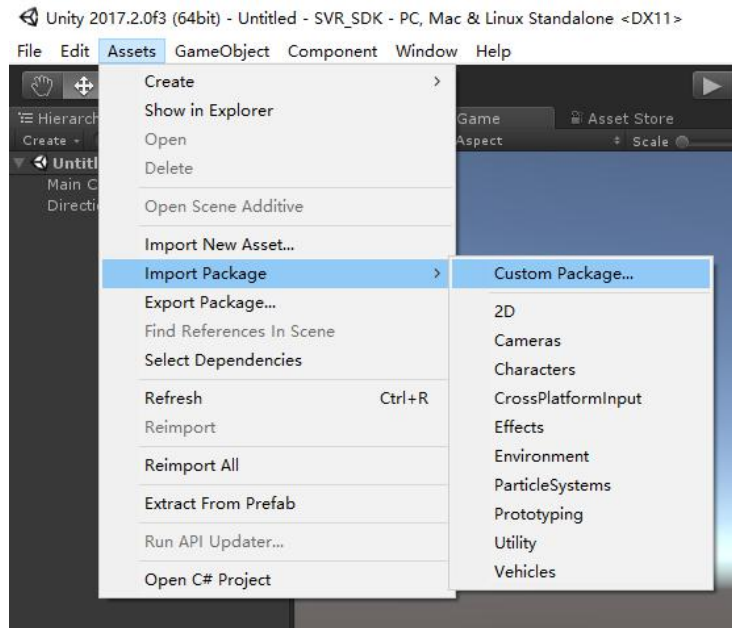 Unity 2017.2.0f3 (64bit) - Untitled - SVR_SDK - PC, Mac & Linux Standalone <DX11>
File Edit Assets GameObject Component Window Help
Create >
Show in Explorer
Open
Delete
Open Scene Additive
Import New Asset...
Import Package >
Export Package...
Find References In Scene
Select Dependencies
Refresh Ctrl+R
Reimport
Reimport All
Extract From Prefab
Run API Updater...
Open C# Project
Custom Package...
2D
Cameras
Characters
CrossPlatformInput
Effects
Environment
ParticleSystems
Prototyping
Utility
Vehicles
Hierarch
Create
Untitl
Main C
Directi
Game Asset Store
Aspect Scale